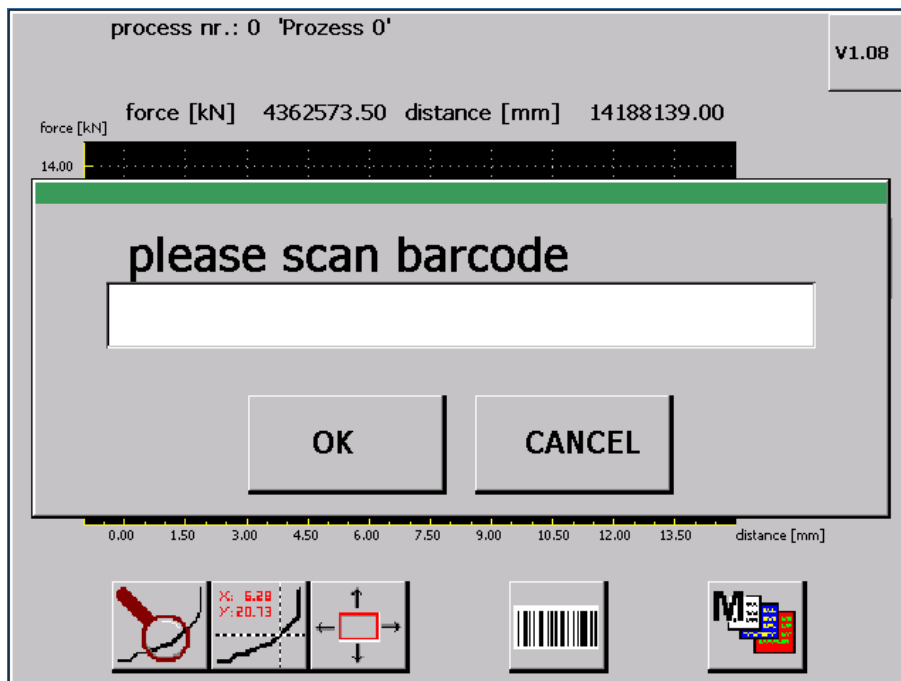 process nr.: 0 'Prozess 0'
V1.08
force [kN] 4362573.50 distance [mm] 14188139.00
force [kN]
14.00
please scan barcode
OK
CANCEL
0.00 1.50 3.00 4.50 6.00 7.50 9.00 10.50 12.00 13.50 distance [mm]
X: 6.28
Y:20.73
M